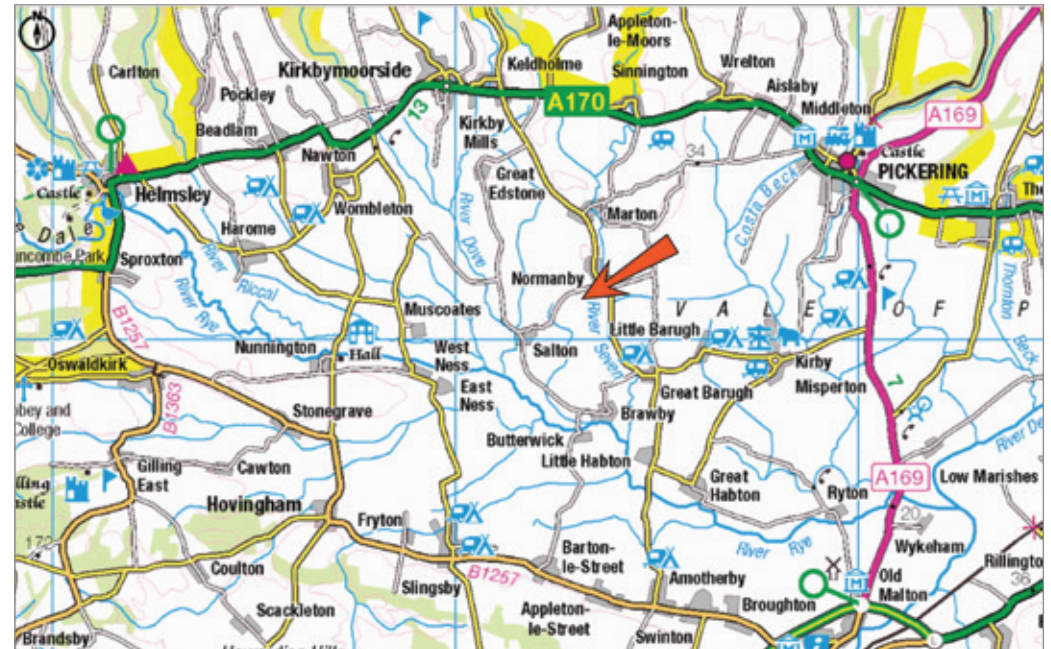 N
Carlton
Pockley
Beadlam
Kirkbymoorside
Keldholme
Appleton-
le-Moors
Sinnington
Wrelton
Aislaby
Middleton
A170
A169
13
Kirkby
Mills
34
Castle
PICKERING
Castle
Helmsley
Nawton
Wombleton
Great
Edstone
Marton
Costa Beck
Harome
Dale
Sproxton
River
Riccal
River
Rye
River Dove
Normanby
River
Seven
V A L E O F P
Thornton
Beck
B1257
Muscoates
Little Barugh
Oswaldkirk
Nunnington
Hall
West
Ness
Salton
Kirby
Misperton
East
Ness
Great Barugh
7
B1363
Stonegrave
Brawby
Butterwick
Little Habton
bbey and
College
Gilling
East
Cawton
Great
Habton
Ryton
A169
Low Marishes
Hovingham
Fryton
20
Wykeham
172
Coulton
Barton-
le-Street
River Rye
Rillingto
36
B1257
Slingsby
Amotherby
Old
Malton
Broughton
Scackleton
Appleton-
le-Street
Swinton
Brandsby